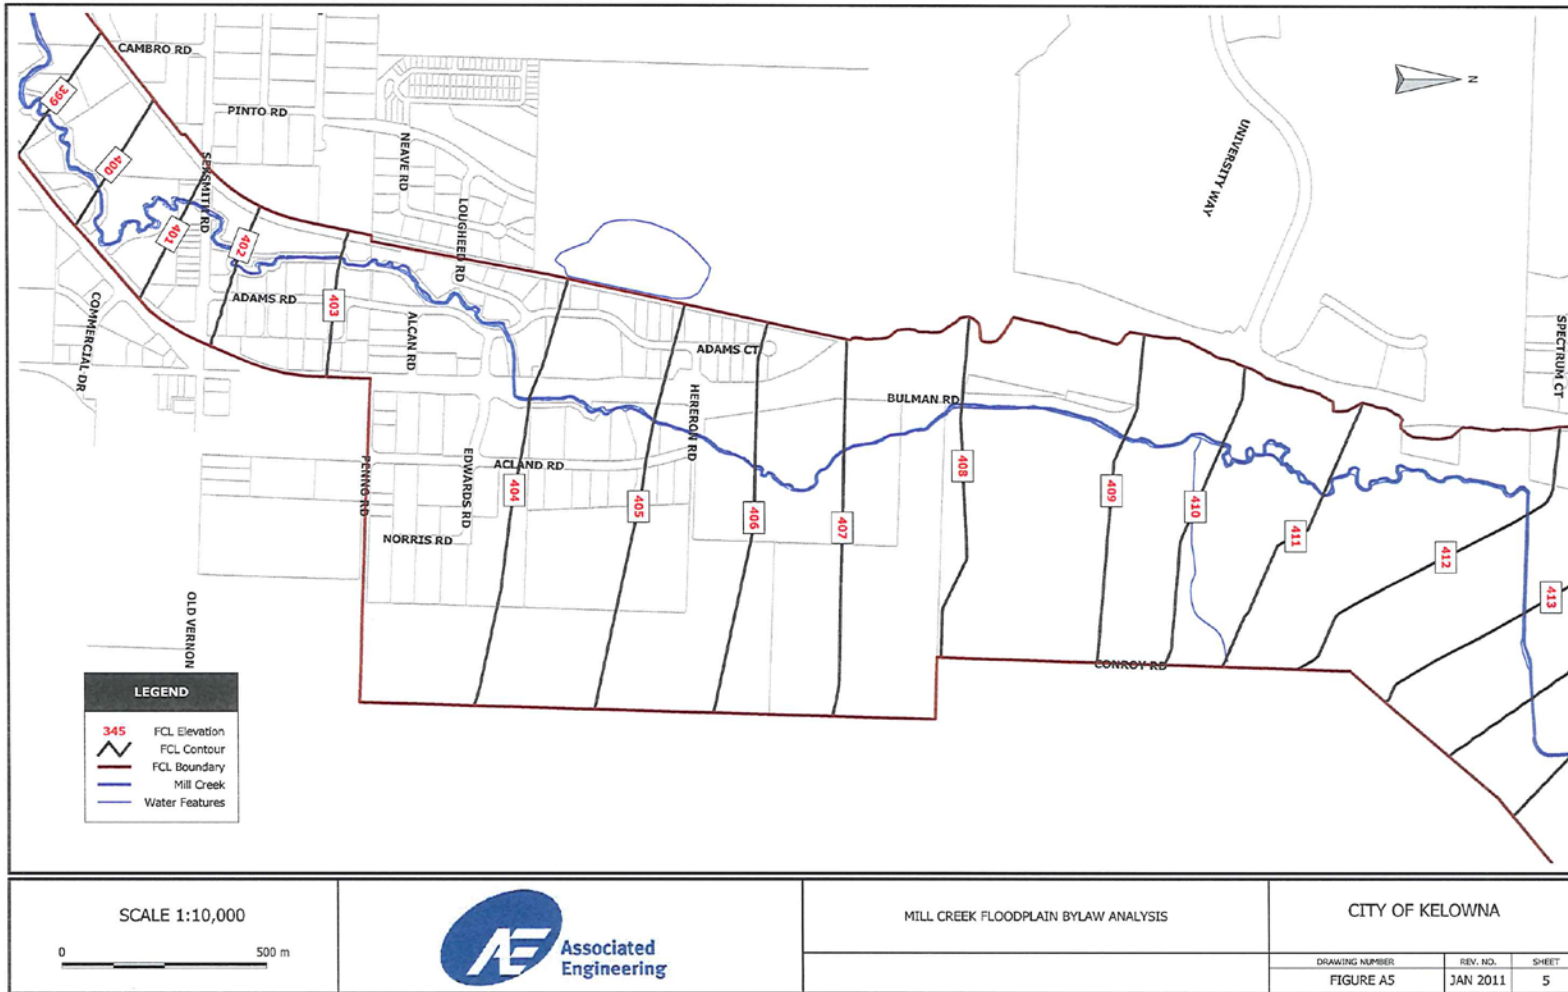 CAMBRO RD
PINTO RD
NEAVE RD
LOUGHEED RD
SEXSMITH RD
UNIVERSITY WAY
N
SPECTRUM CT
COMMERCIAL DR
ADAMS RD
ALCAN RD
ADAMS CT
HERERON RD
BULMAN RD
PENNO RD
EDWARDS RD
ACLAND RD
NORRIS RD
OLD VERNON
CONROY RD
399
400
401
402
403
404
405
406
407
408
409
410
411
412
413
LEGEND
345 FCL Elevation
FCL Contour
FCL Boundary
Mill Creek
Water Features
SCALE 1:10,000
0 500 m
AE Associated
Engineering
MILL CREEK FLOODPLAIN BYLAW ANALYSIS
CITY OF KELOWNA
DRAWING NUMBER
FIGURE A5
REV. NO.
JAN 2011
SHEET
5